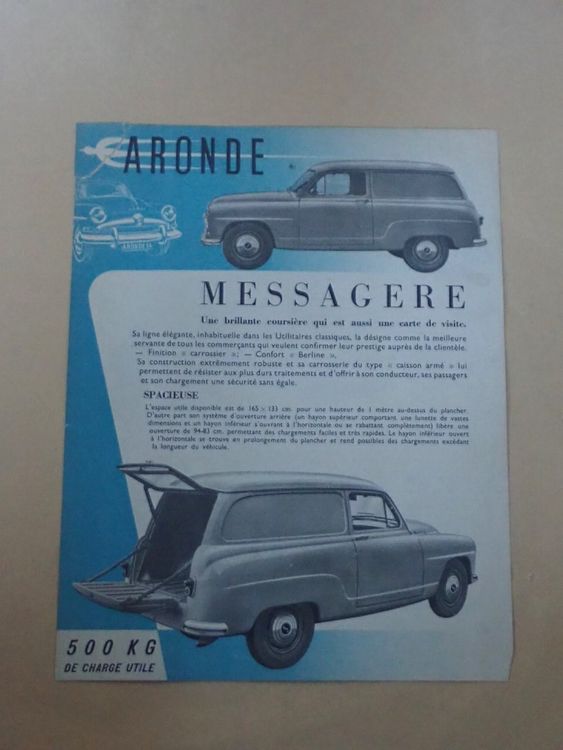 ARONDE
ARONDE 54
MESSAGERE
Une brillante coursière qui est aussi une carte de visite.
Sa ligne élégante, inhabituelle dans les Utilitaires classiques, la désigne comme la meilleure
servante de tous les commerçants qui veulent confirmer leur prestige auprès de la clientèle.
— Finition « carrossier »; — Confort « Berline ».
Sa construction extrêmement robuste et sa carrosserie du type « caisson armé » lui
permettent de résister aux plus durs traitements et d'offrir à son conducteur, ses passagers
et son chargement une sécurité sans égale.
SPACIEUSE
L'espace utile disponible est de 165 × 133 cm pour une hauteur de 1 mètre au-dessus du plancher.
D'autre part son système d'ouverture arrière (un hayon supérieur comportant une lunette de vastes
dimensions et un hayon inférieur s'ouvrant à l'horizontale ou se rabattant complètement) libère une
ouverture de 94-83 cm. permettant des chargements faciles et très rapides. Le hayon inférieur ouvert
à l'horizontale se trouve en prolongement du plancher et rend possibles des chargements excédant
la longueur du véhicule.
500 KG
DE CHARGE UTILE